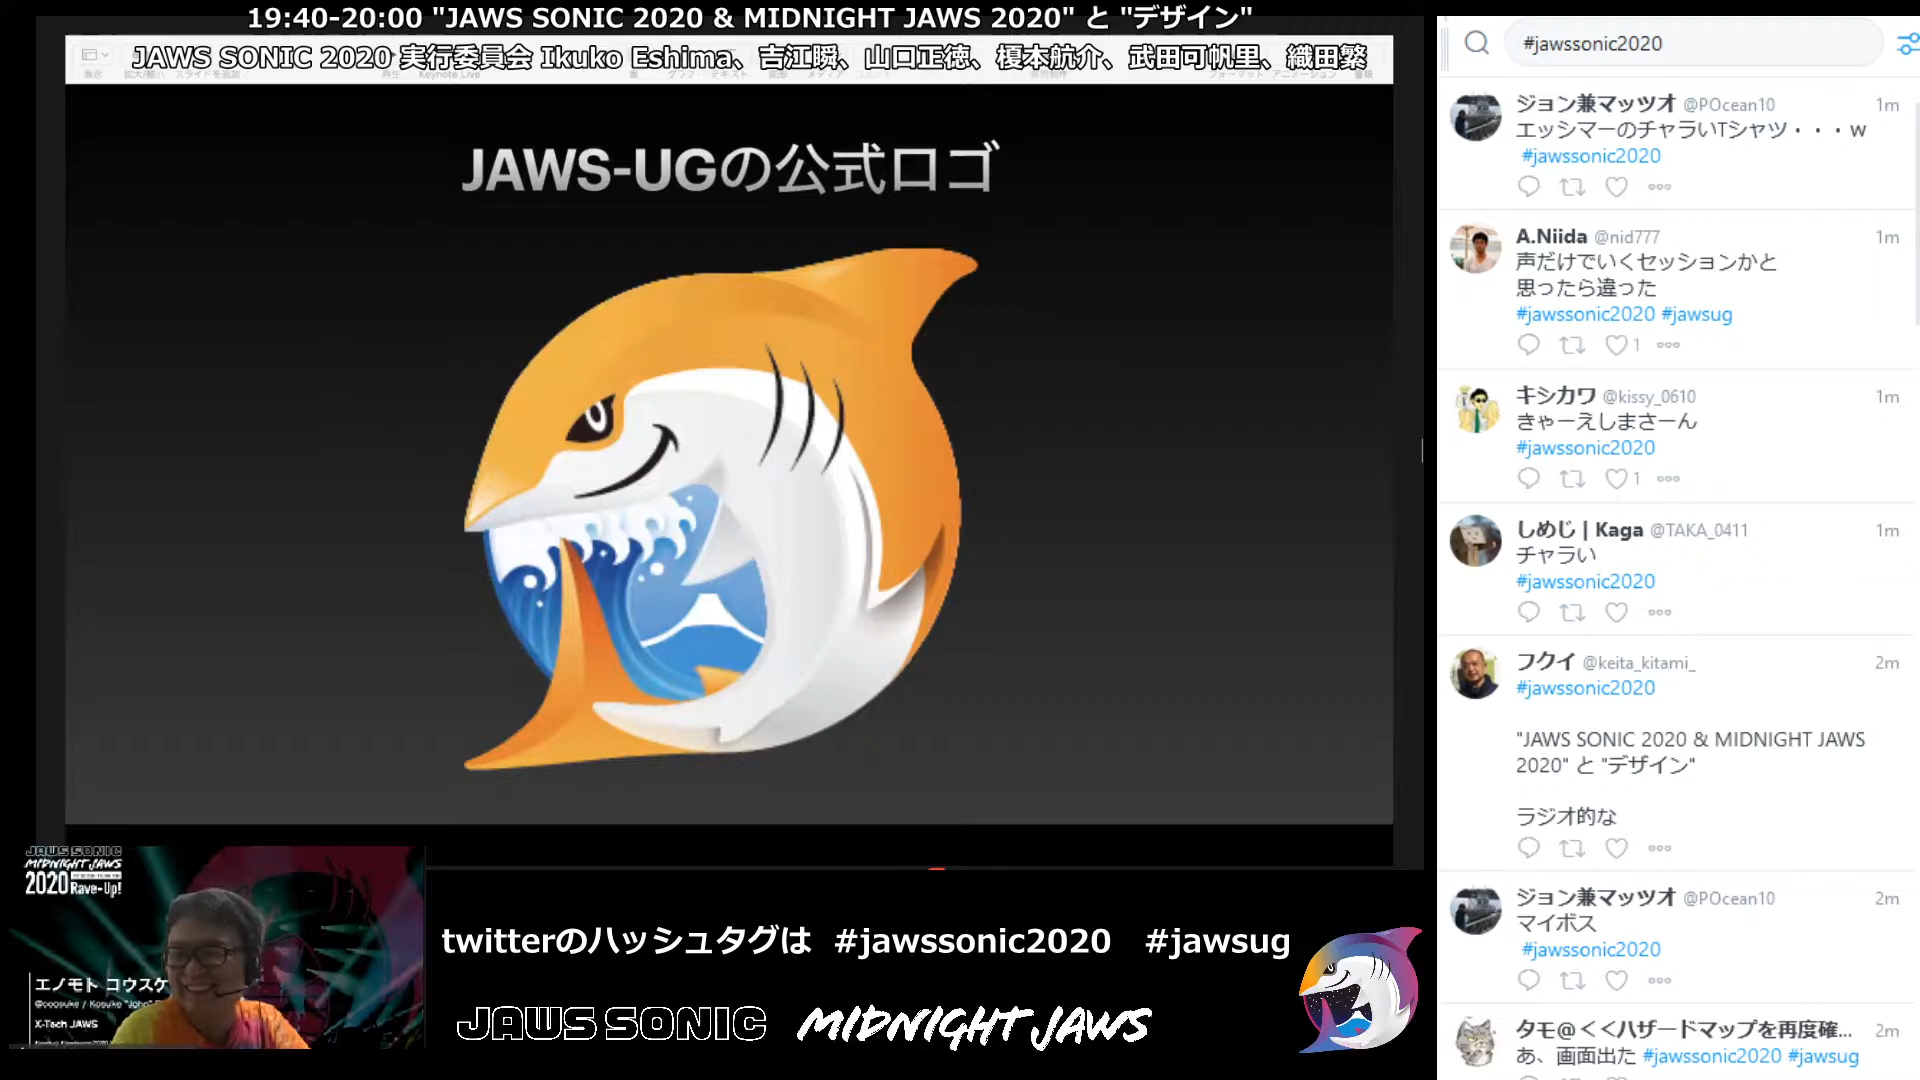 19:40-20:00 "JAWS SONIC 2020 & MIDNIGHT JAWS 2020" と "デザイン"
JAWS SONIC 2020 実行委員会 Ikuko Eshima、吉江瞬、山口正徳、榎本航介、武田可帆里、織田繁
JAWS-UGの公式ロゴ
JAWS SONIC
MIDNIGHT JAWS
2020 Rave-Up!
エノモト コウスケ
X-Tech JAWS
twitterのハッシュタグは #jawssonic2020 #jawsug
JAWS SONIC MIDNIGHT JAWS
#jawssonic2020
ジョン兼マッツオ @POcean10 1m
エッシマーのチャラいTシャツ・・・w
#jawssonic2020
A.Niida @nid777 1m
声だけでいくセッションかと
思ったら違った
#jawssonic2020 #jawsug
1
キシカワ @kissy_0610 1m
きゃーえしまさーん
#jawssonic2020
1
しめじ | Kaga @TAKA_0411 1m
チャラい
#jawssonic2020
フクイ @keita_kitami_ 2m
#jawssonic2020
"JAWS SONIC 2020 & MIDNIGHT JAWS
2020" と "デザイン"
ラジオ的な
ジョン兼マッツオ @POcean10 2m
マイボス
#jawssonic2020
タモ@<<ハザードマップを再度確... 2m
あ、画面出た #jawssonic2020 #jawsug